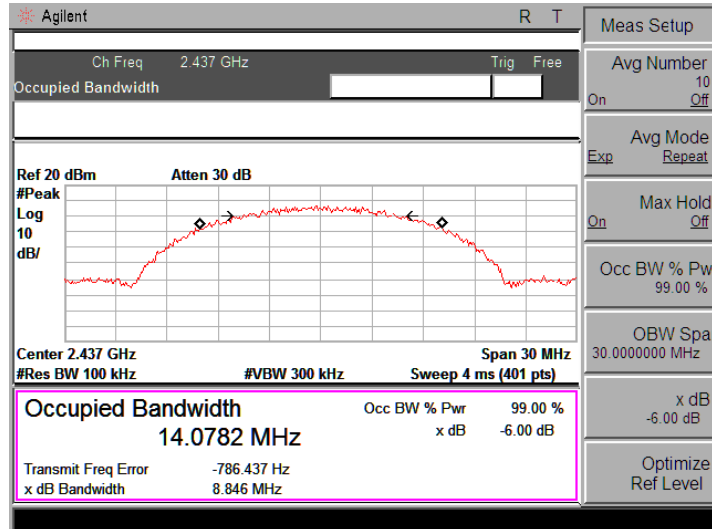 Agilent R T
Ch Freq 2.437 GHz Trig Free
Occupied Bandwidth
Ref 20 dBm Atten 30 dB
#Peak
Log
10
dB/
Center 2.437 GHz Span 30 MHz
#Res BW 100 kHz #VBW 300 kHz Sweep 4 ms (401 pts)
Occupied Bandwidth Occ BW % Pwr 99.00 %
14.0782 MHz x dB -6.00 dB
Transmit Freq Error -786.437 Hz
x dB Bandwidth 8.846 MHz
Meas Setup
Avg Number
10
On Off
Avg Mode
Exp Repeat
Max Hold
On Off
Occ BW % Pw
99.00 %
OBW Spa
30.0000000 MHz
x dB
-6.00 dB
Optimize
Ref Level